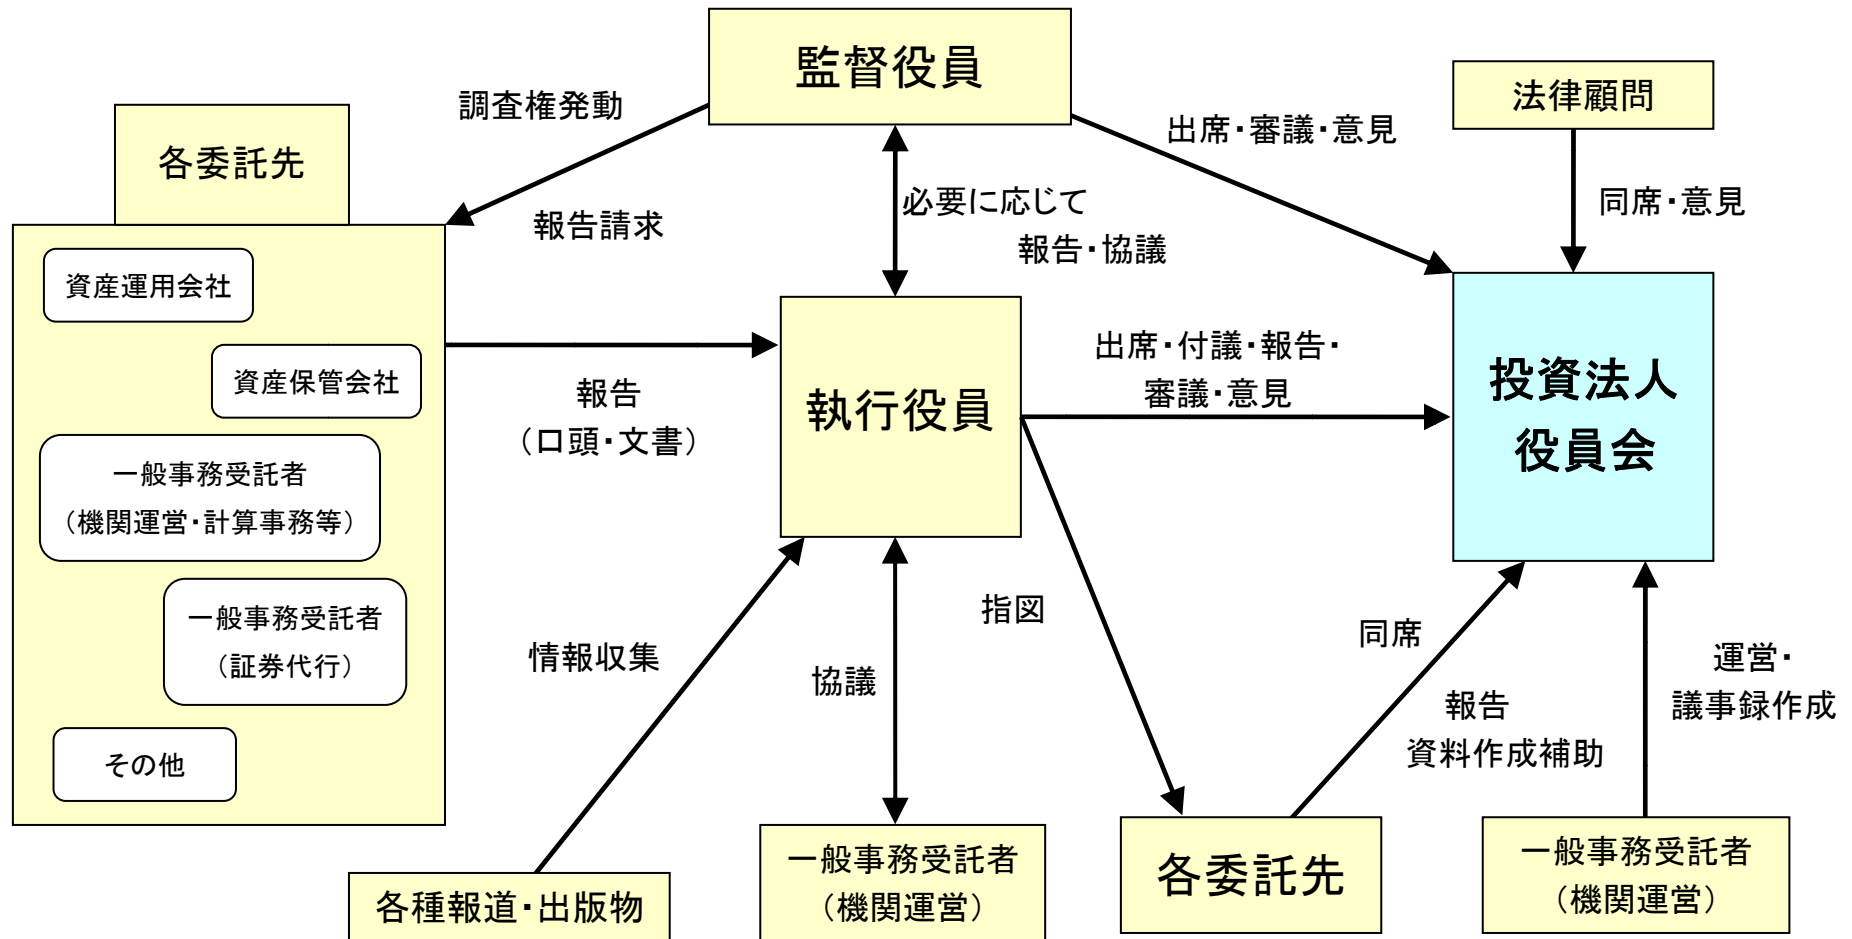 監督役員
法律顧問
調査権発動
出席・審議・意見
各委託先
必要に応じて
報告・協議
同席・意見
報告請求
資産運用会社
資産保管会社
一般事務受託者
（機関運営・計算事務等）
一般事務受託者
（証券代行）
その他
報告
（口頭・文書）
執行役員
出席・付議・報告・
審議・意見
投資法人
役員会
情報収集
協議
指図
同席
報告
資料作成補助
運営・
議事録作成
各種報道・出版物
一般事務受託者
（機関運営）
各委託先
一般事務受託者
（機関運営）